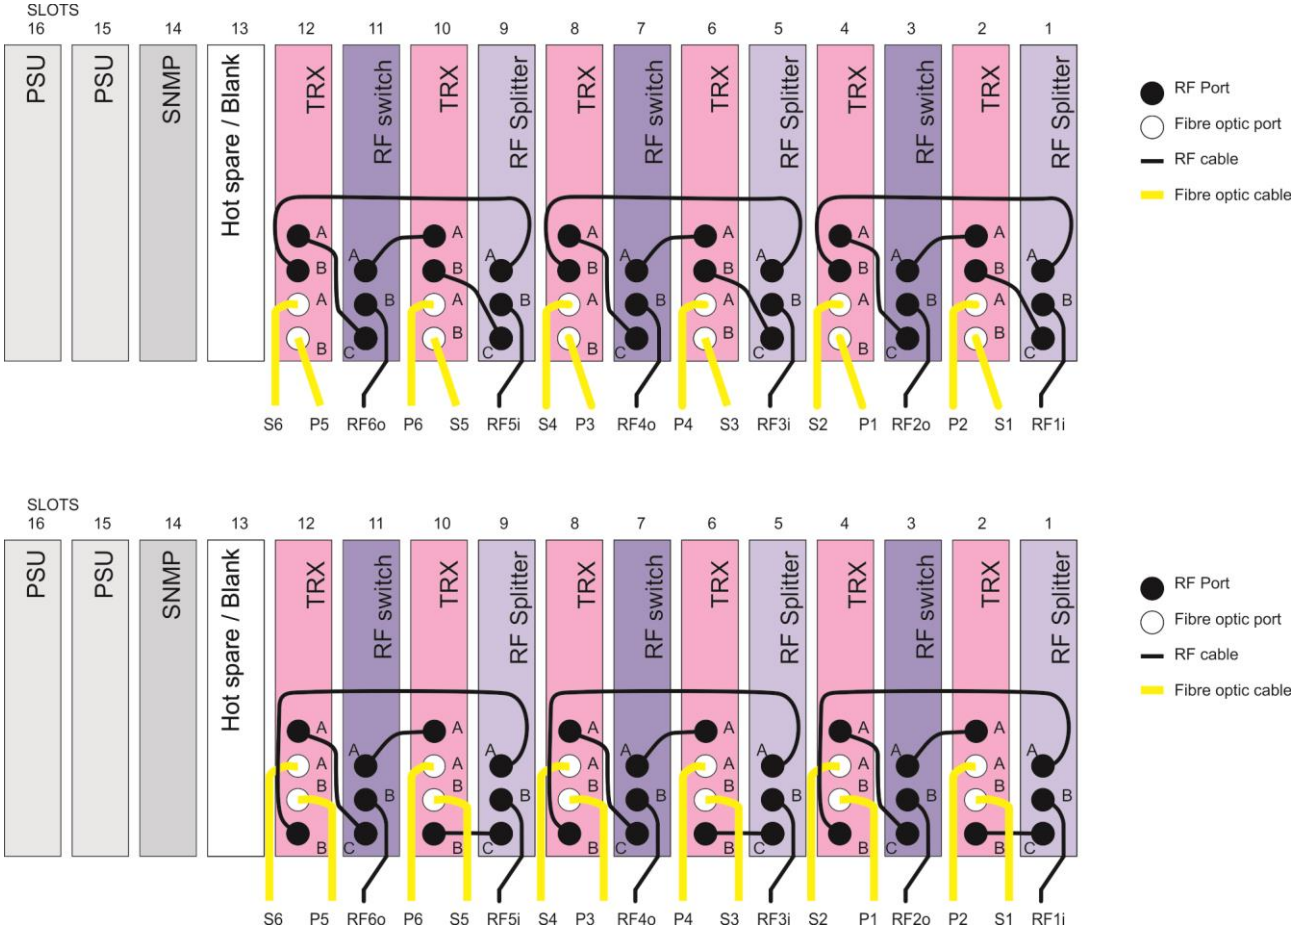 SLOTS
16 15 14 13 12 11 10 9 8 7 6 5 4 3 2 1
PSU PSU SNMP Hot spare / Blank TRX RF switch TRX RF Splitter TRX RF switch TRX RF Splitter TRX RF switch TRX RF Splitter
RF Port
Fibre optic port
RF cable
Fibre optic cable
A A A A A A
B A B A B A B A B A B A
A B A B A B A B A B A B
B C B C B C B C B C B C
S6 P5 RF6o P6 S5 RF5i S4 P3 RF4o P4 S3 RF3i S2 P1 RF2o P2 S1 RF1i
SLOTS
16 15 14 13 12 11 10 9 8 7 6 5 4 3 2 1
PSU PSU SNMP Hot spare / Blank TRX RF switch TRX RF Splitter TRX RF switch TRX RF Splitter TRX RF switch TRX RF Splitter
RF Port
Fibre optic port
RF cable
Fibre optic cable
A A A A A A
A A A A A A A A A A A A
B B B B B B B B B B B B
B C B C B C B C B C B C
S6 P5 RF6o P6 S5 RF5i S4 P3 RF4o P4 S3 RF3i S2 P1 RF2o P2 S1 RF1i